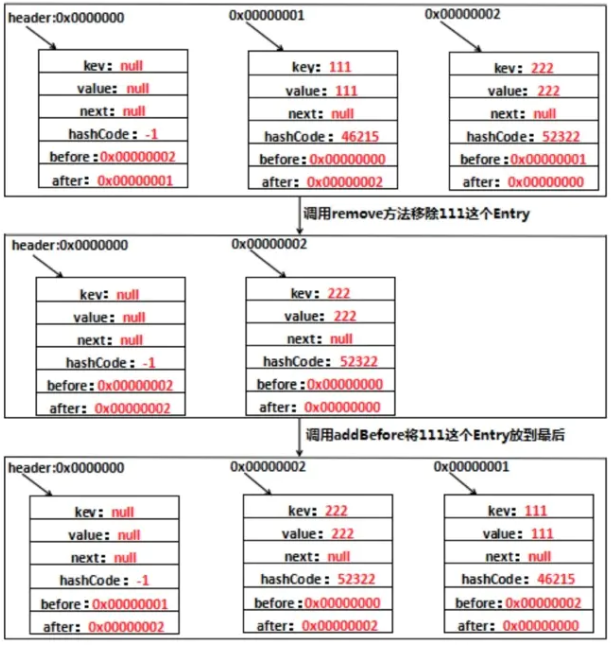 header:0x0000000
0x00000001
0x00000002
key: null
value: null
next: null
hashCode: -1
before:0x00000002
after: 0x00000001
key: 111
value: 111
next: null
hashCode: 46215
before:0x00000000
after: 0x00000002
key: 222
value: 222
next: null
hashCode: 52322
before:0x00000001
after: 0x00000000
调用remove方法移除111这个Entry
header:0x0000000
0x00000002
key: null
value: null
next: null
hashCode: -1
before:0x00000002
after: 0x00000002
key: 222
value: 222
next: null
hashCode: 52322
before:0x00000000
after: 0x00000000
调用addBefore将111这个Entry放到最后
header:0x0000000
0x00000002
0x00000001
key: null
value: null
next: null
hashCode: -1
before:0x00000001
after: 0x00000002
key: 222
value: 222
next: null
hashCode: 52322
before:0x00000000
after: 0x00000002
key: 111
value: 111
next: null
hashCode: 46215
before:0x00000002
after: 0x00000000